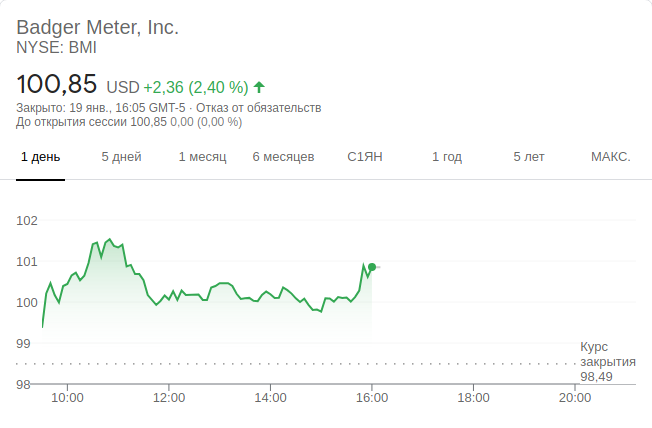 Badger Meter, Inc.
NYSE: BMI
100,85 USD +2,36 (2,40 %)
Закрыто: 19 янв., 16:05 GMT-5 · Отказ от обязательств
До открытия сессии 100,85 0,00 (0,00 %)
1 день 5 дней 1 месяц 6 месяцев С1ЯН 1 год 5 лет МАКС.
102
101
100
99
98
Курс
закрытия
98,49
10:00 12:00 14:00 16:00 18:00 20:00